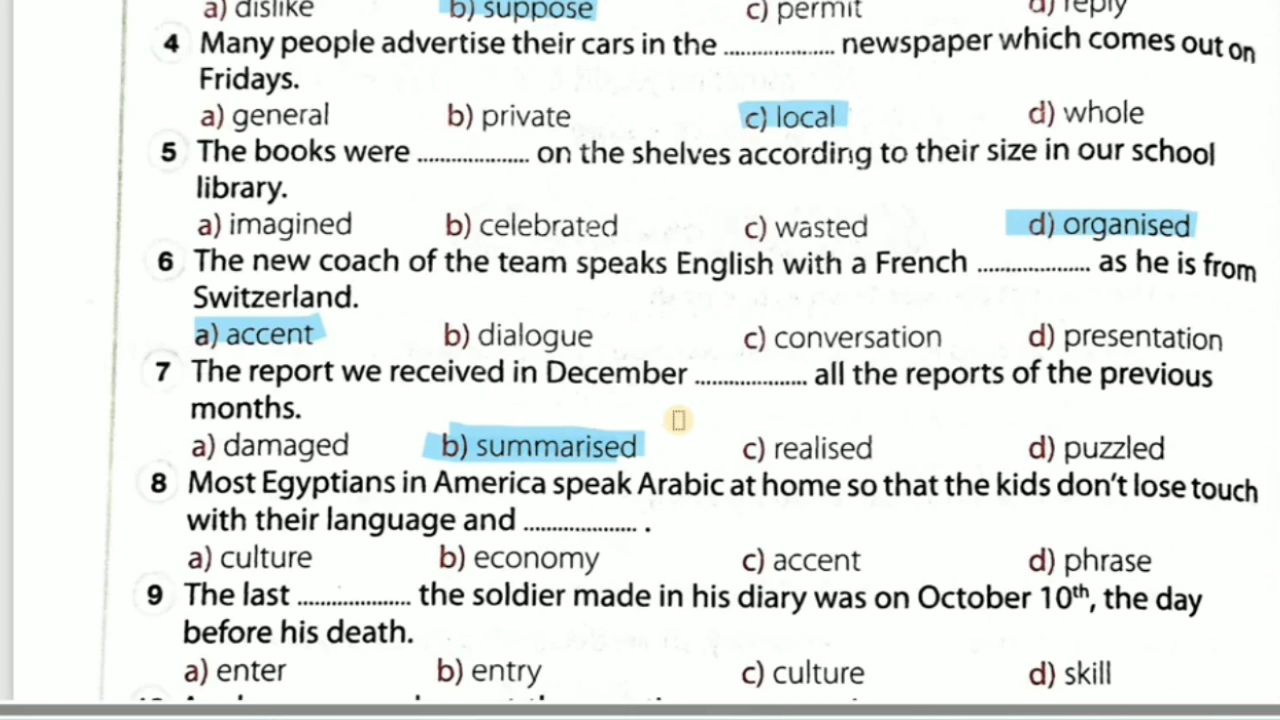 a) dislike b) suppose c) permit d) reply
4 Many people advertise their cars in the .................. newspaper which comes out on
Fridays.
a) general b) private c) local d) whole
5 The books were .................. on the shelves according to their size in our school
library.
a) imagined b) celebrated c) wasted d) organised
6 The new coach of the team speaks English with a French .................. as he is from
Switzerland.
a) accent b) dialogue c) conversation d) presentation
7 The report we received in December .................. all the reports of the previous
months.
a) damaged b) summarised c) realised d) puzzled
8 Most Egyptians in America speak Arabic at home so that the kids don't lose touch
with their language and .................. .
a) culture b) economy c) accent d) phrase
9 The last .................. the soldier made in his diary was on October 10th, the day
before his death.
a) enter b) entry c) culture d) skill